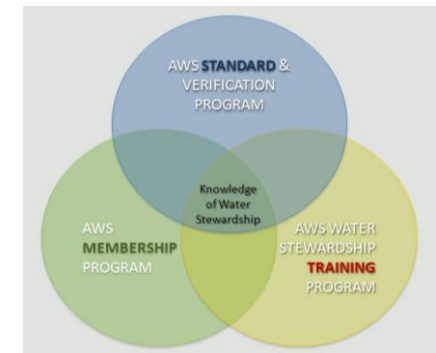 AWS STANDARD &
VERIFICATION
PROGRAM
Knowledge
of Water
Stewardship
AWS
MEMBERSHIP
PROGRAM
AWS WATER
STEWARDSHIP
TRAINING
PROGRAM